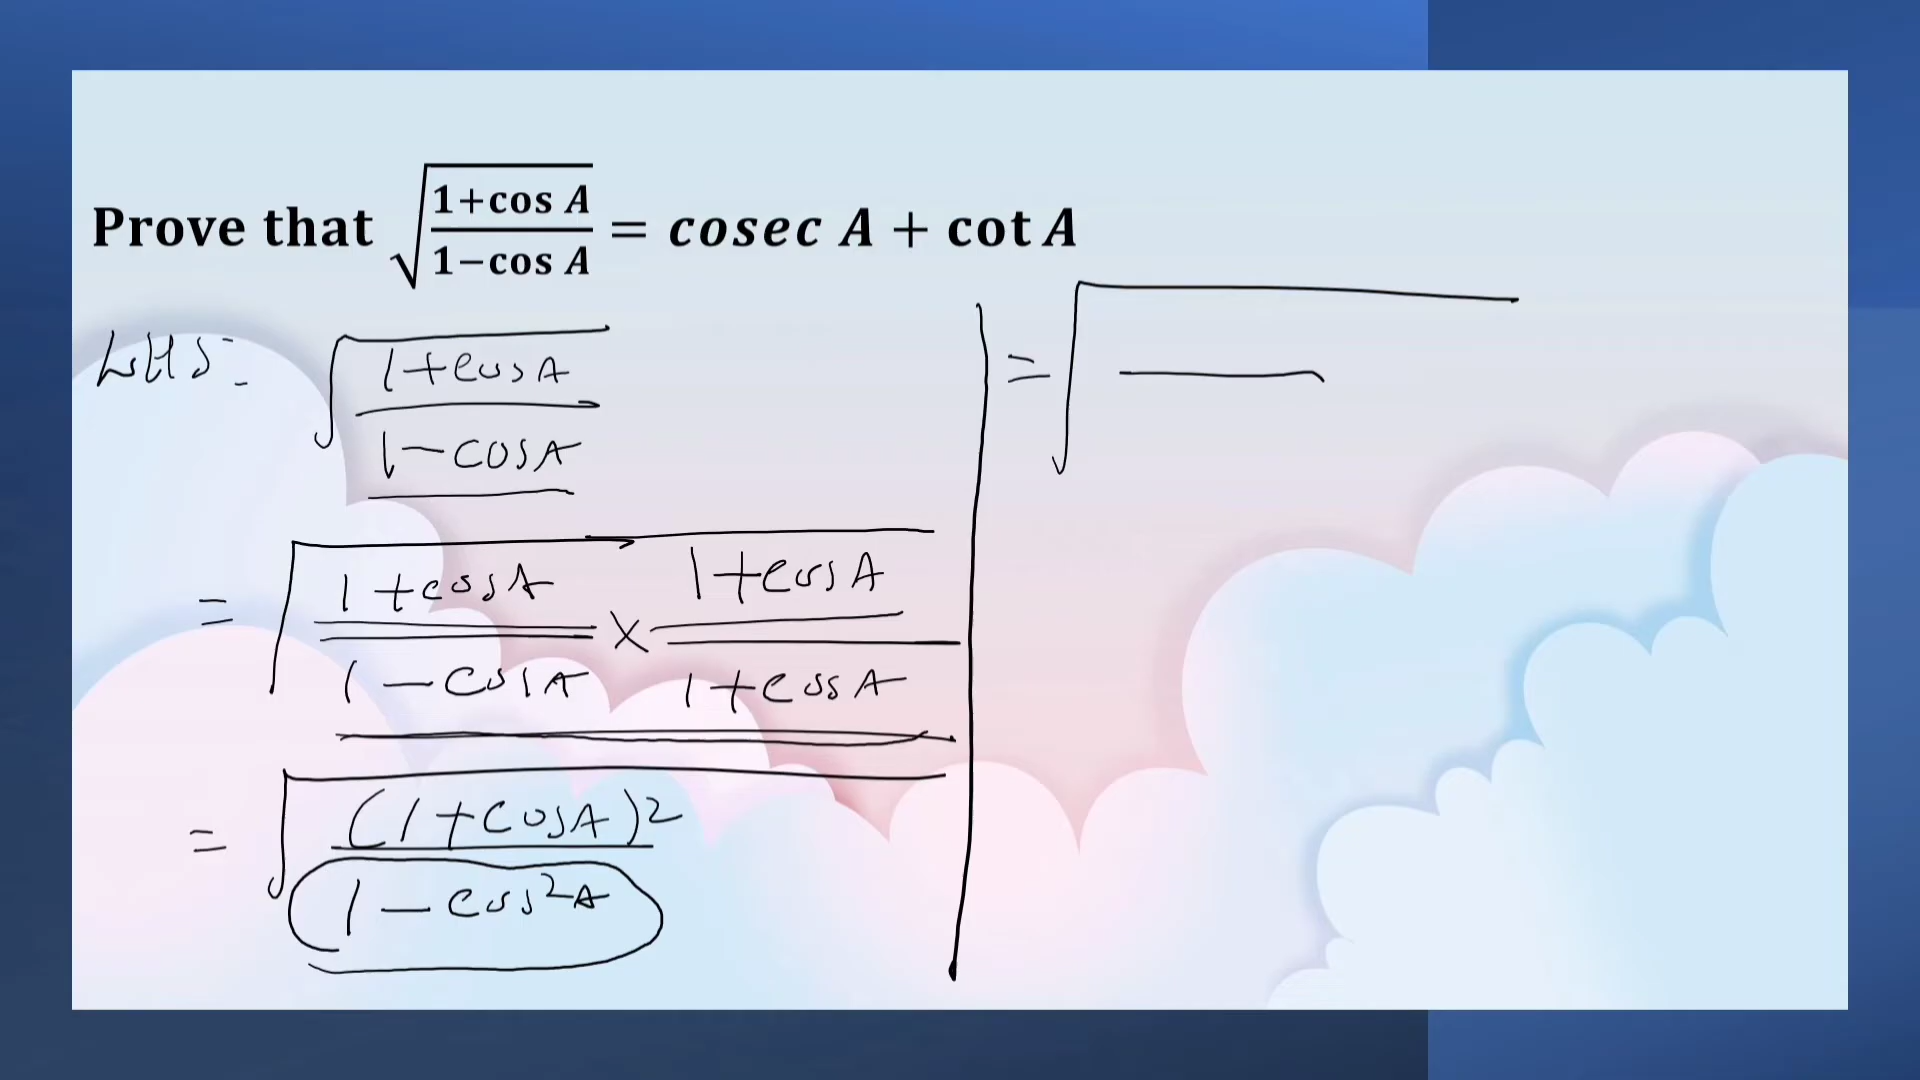 Prove that √((1+cos A)/(1−cos A)) = cosec A + cot A
LHS: √((1+cosA)/(1−cosA))
= √((1+cosA)/(1−cosA) × (1+cosA)/(1+cosA))
= √((1+cosA)2/(1−cos²A))
= √